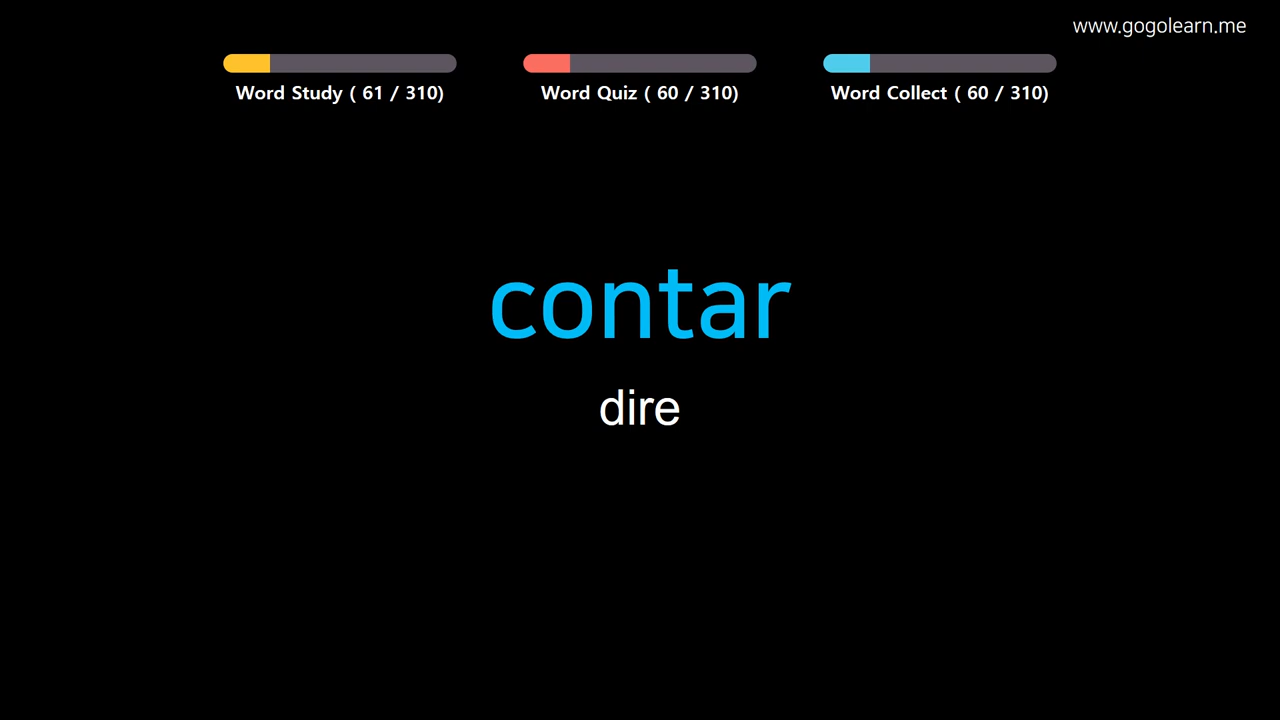 www.gogolearn.me
Word Study ( 61 / 310)
Word Quiz ( 60 / 310)
Word Collect ( 60 / 310)
contar
dire